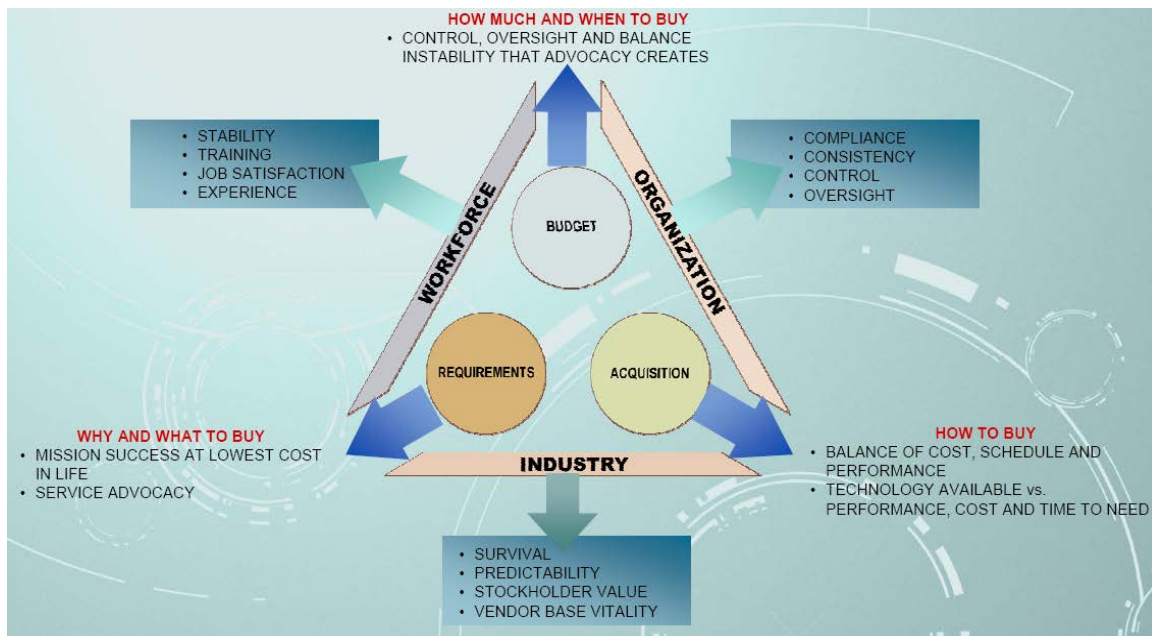 HOW MUCH AND WHEN TO BUY
• CONTROL, OVERSIGHT AND BALANCE
INSTABILITY THAT ADVOCACY CREATES
• STABILITY
• TRAINING
• JOB SATISFACTION
• EXPERIENCE
• COMPLIANCE
• CONSISTENCY
• CONTROL
• OVERSIGHT
WORKFORCE
ORGANIZATION
BUDGET
REQUIREMENTS
ACQUISITION
WHY AND WHAT TO BUY
• MISSION SUCCESS AT LOWEST COST
IN LIFE
• SERVICE ADVOCACY
INDUSTRY
HOW TO BUY
• BALANCE OF COST, SCHEDULE AND
PERFORMANCE
• TECHNOLOGY AVAILABLE vs.
PERFORMANCE, COST AND TIME TO NEED
• SURVIVAL
• PREDICTABILITY
• STOCKHOLDER VALUE
• VENDOR BASE VITALITY